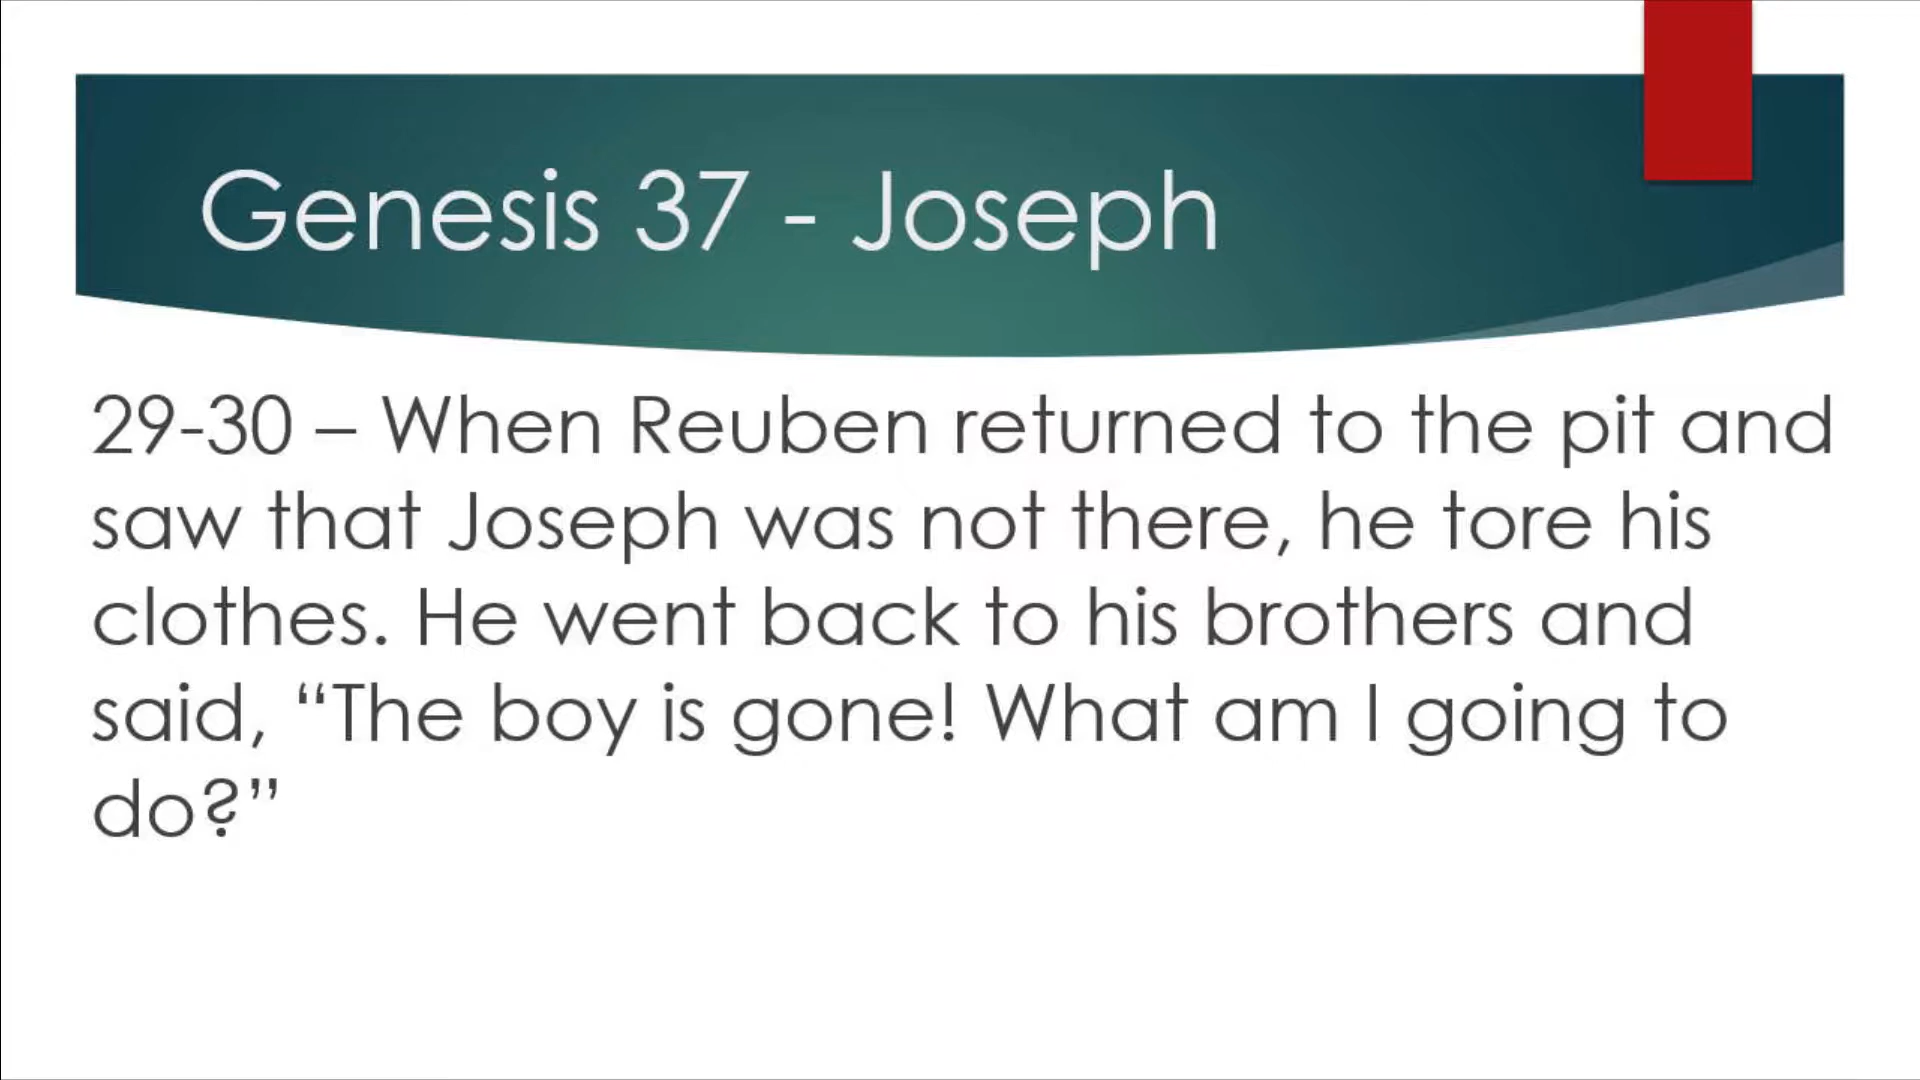 Genesis 37 - Joseph
29-30 – When Reuben returned to the pit and
saw that Joseph was not there, he tore his
clothes. He went back to his brothers and
said, “The boy is gone! What am I going to
do?”